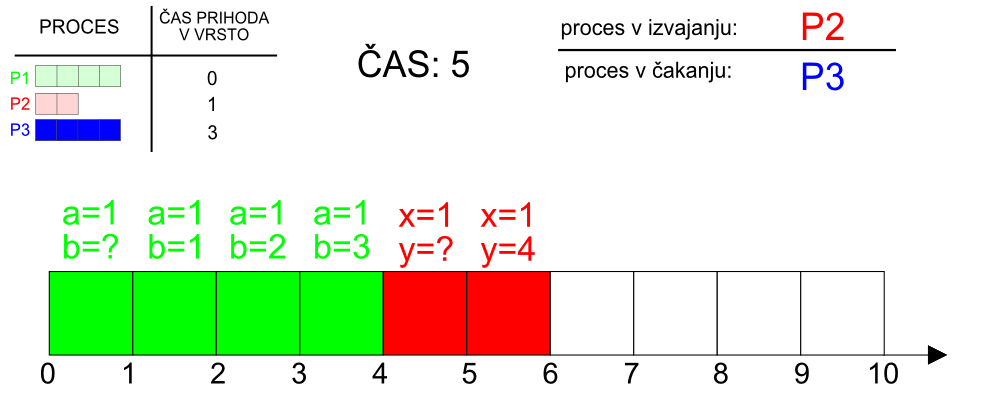 PROCES
ČAS PRIHODA
V VRSTO
P1 0
P2 1
P3 3
ČAS: 5
proces v izvajanju: P2
proces v čakanju: P3
a=1 a=1 a=1 a=1 x=1 x=1
b=? b=1 b=2 b=3 y=? y=4
0 1 2 3 4 5 6 7 8 9 10